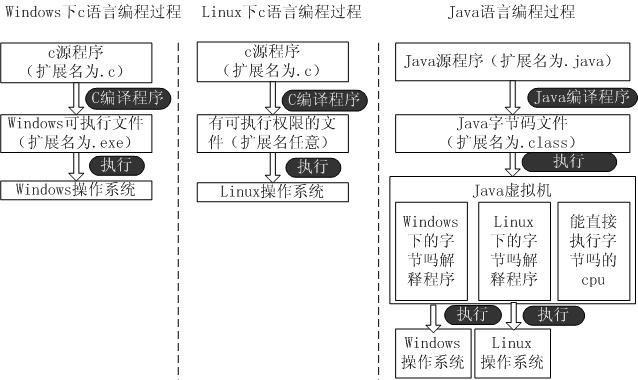 Windows下c语言编程过程
c源程序
(扩展名为.c)
C编译程序
Windows可执行文件
(扩展名为.exe)
执行
Windows操作系统
Linux下c语言编程过程
c源程序
(扩展名为.c)
C编译程序
有可执行权限的文
件(扩展名任意)
执行
Linux操作系统
Java语言编程过程
Java源程序(扩展名为.java)
Java编译程序
Java字节码文件
(扩展名为.class)
执行
Java虚拟机
Windows
下的字
节吗解
释程序
Linux
下的字
节吗解
释程序
能直接
执行字
节吗的
cpu
执行
执行
Windows
操作系统
Linux
操作系统